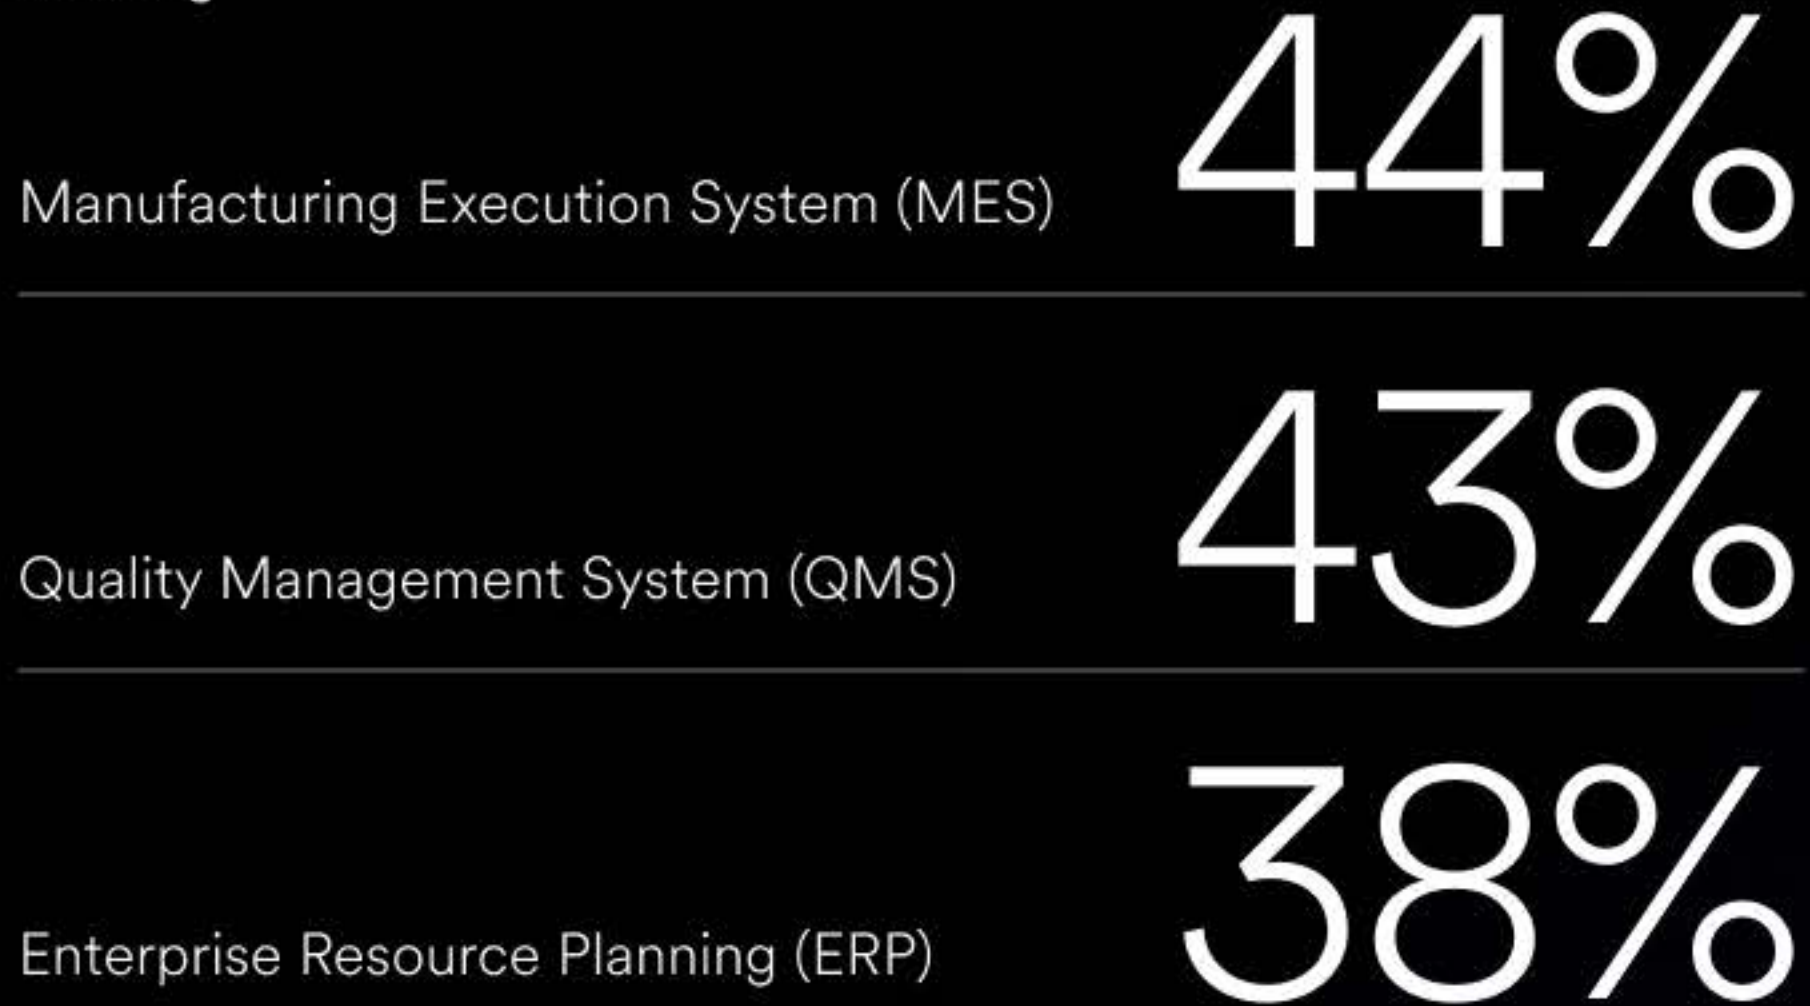 44%
Manufacturing Execution System (MES)
43%
Quality Management System (QMS)
38%
Enterprise Resource Planning (ERP)